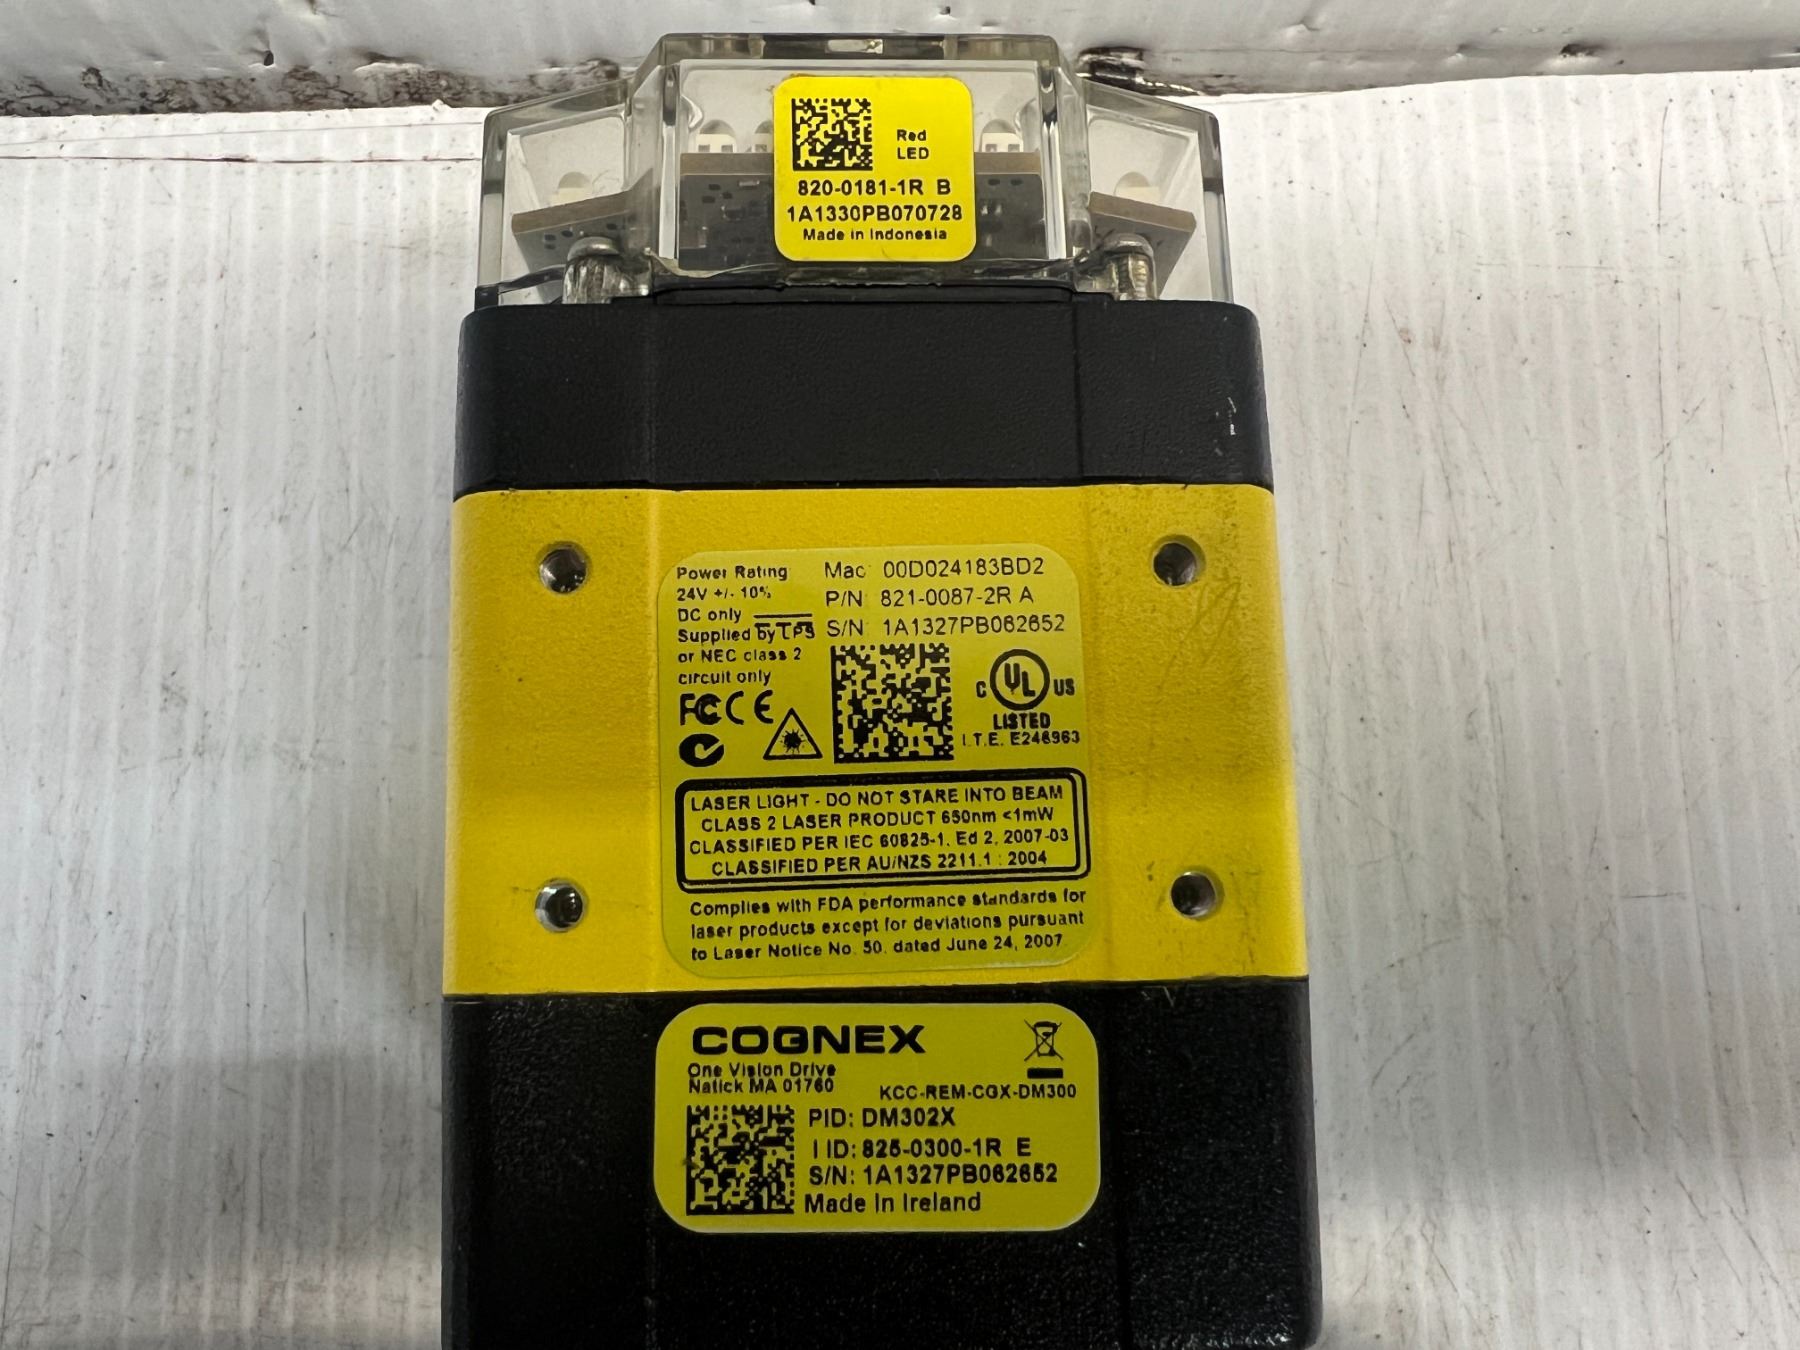 Red
LED
820-0181-1R B
1A1330PB070728
Made in Indonesia
Power Rating:
24V +/- 10%
DC only
Supplied by LPS
or NEC class 2
circuit only
Mac: 00D024183BD2
P/N: 821-0087-2R A
S/N: 1A1327PB062652
FC CE
C UL US
LISTED
I.T.E. E246963
LASER LIGHT - DO NOT STARE INTO BEAM
CLASS 2 LASER PRODUCT 650nm <1mW
CLASSIFIED PER IEC 60825-1, Ed 2, 2007-03
CLASSIFIED PER AU/NZS 2211.1 : 2004
Complies with FDA performance standards for
laser products except for deviations pursuant
to Laser Notice No. 50, dated June 24, 2007
COGNEX
One Vision Drive
Natick MA 01760
KCC-REM-CGX-DM300
PID: DM302X
I ID: 825-0300-1R E
S/N: 1A1327PB062652
Made In Ireland